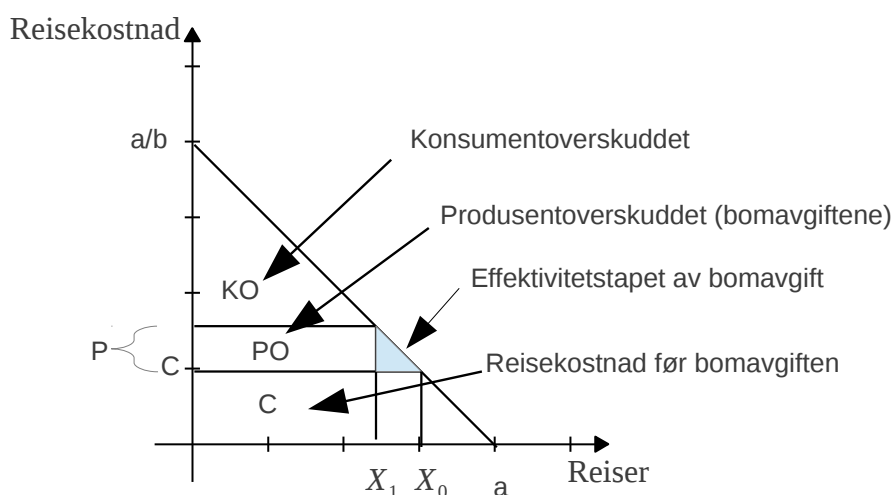 Reisekostnad
a/b
Konsumentoverskuddet
Produsentoverskuddet (bomavgiftene)
Effektivitetstapet av bomavgift
KO
P
PO
C
Reisekostnad før bomavgiften
C
X₁
X₀
a
Reiser